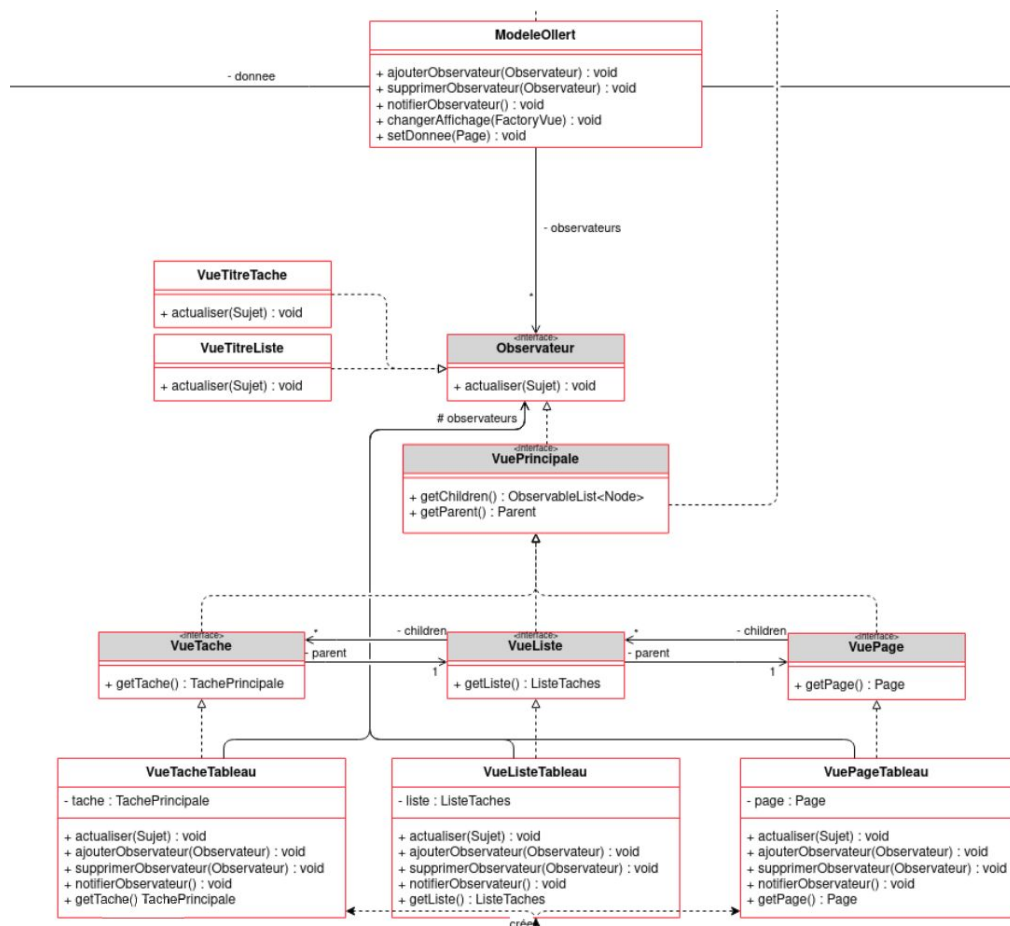 ModeleOllert
+ ajouterObservateur(Observateur) : void
+ supprimerObservateur(Observateur) : void
+ notifierObservateur() : void
+ changerAffichage(FactoryVue) : void
+ setDonnee(Page) : void
- donnee
- observateurs
*
VueTitreTache
+ actualiser(Sujet) : void
VueTitreListe
+ actualiser(Sujet) : void
<interface>
Observateur
+ actualiser(Sujet) : void
# observateurs
<interface>
VuePrincipale
+ getChildren() : ObservableList<Node>
+ getParent() : Parent
<interface>
VueTache
+ getTache() : TachePrincipale
* - children
- parent 1
<interface>
VueListe
+ getListe() : ListeTaches
* - children
- parent 1
<interface>
VuePage
+ getPage() : Page
VueTacheTableau
- tache : TachePrincipale
+ actualiser(Sujet) : void
+ ajouterObservateur(Observateur) : void
+ supprimerObservateur(Observateur) : void
+ notifierObservateur() : void
+ getTache() TachePrincipale
VueListeTableau
- liste : ListeTaches
+ actualiser(Sujet) : void
+ ajouterObservateur(Observateur) : void
+ supprimerObservateur(Observateur) : void
+ notifierObservateur() : void
+ getListe() : ListeTaches
VuePageTableau
- page : Page
+ actualiser(Sujet) : void
+ ajouterObservateur(Observateur) : void
+ supprimerObservateur(Observateur) : void
+ notifierObservateur() : void
+ getPage() : Page
crée